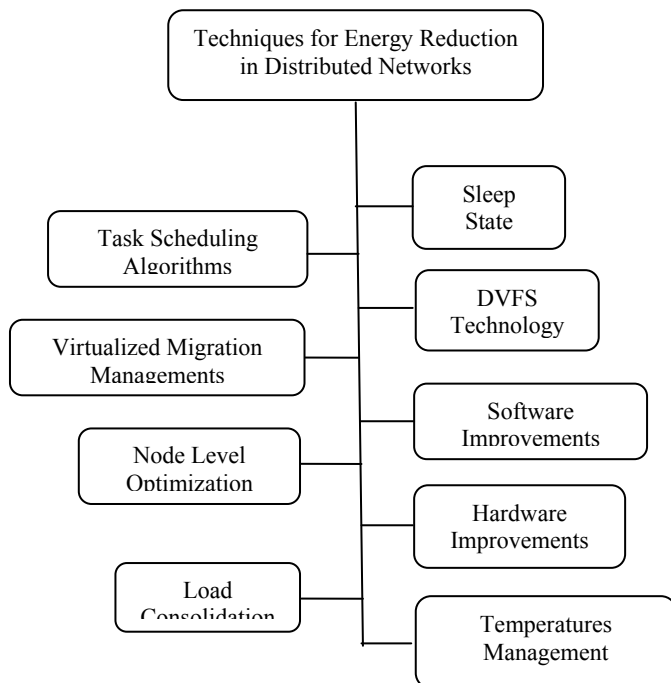 Techniques for Energy Reduction
in Distributed Networks
Sleep
State
Task Scheduling
Algorithms
DVFS
Technology
Virtualized Migration
Managements
Software
Improvements
Node Level
Optimization
Hardware
Improvements
Load
Consolidation
Temperatures
Management